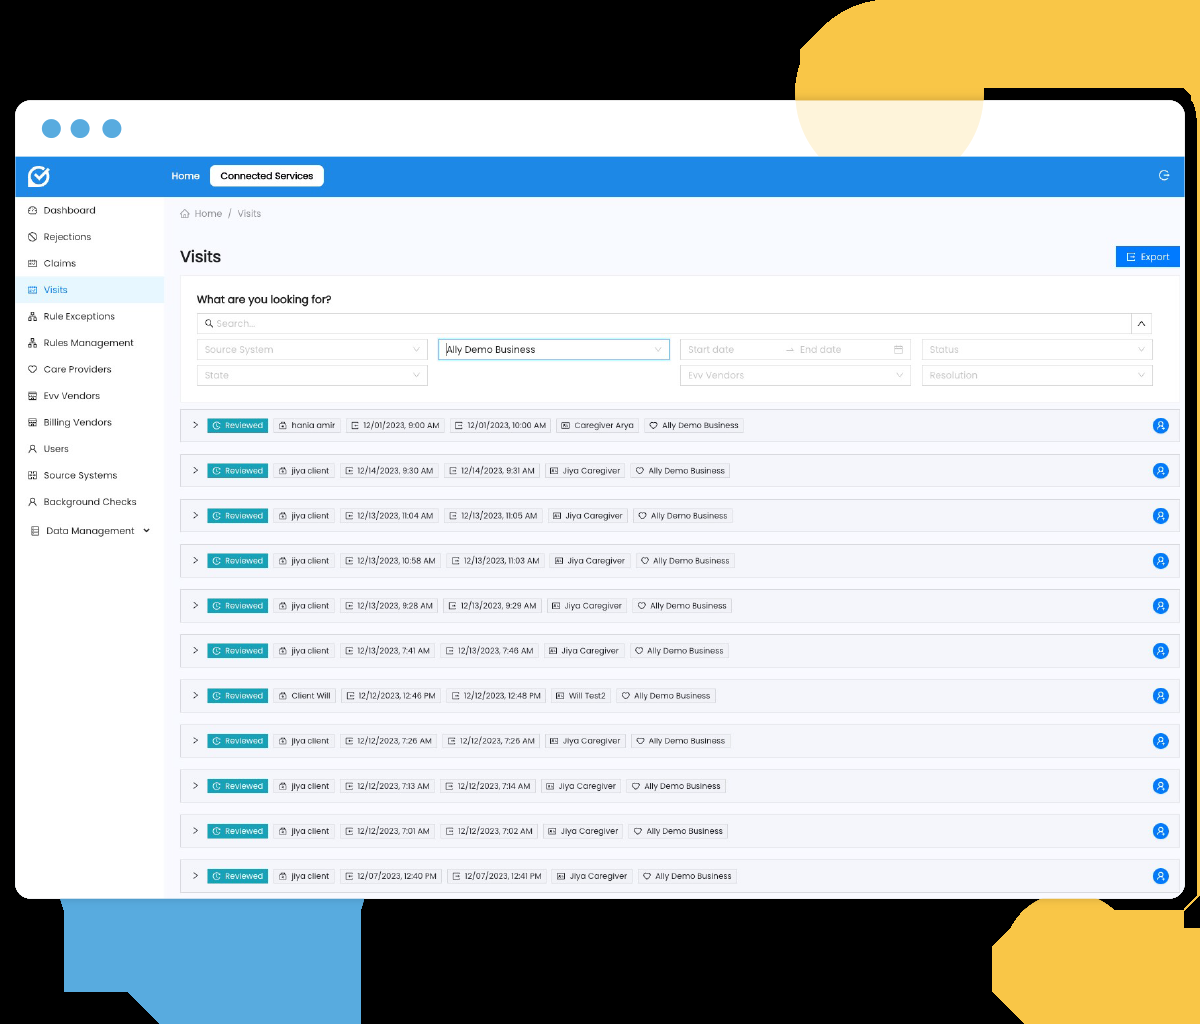 Home Connected Services
Dashboard
Rejections
Claims
Visits
Rule Exceptions
Rules Management
Care Providers
Evv Vendors
Billing Vendors
Users
Source Systems
Background Checks
Data Management
Home / Visits
Visits
Export
What are you looking for?
Search...
Source System Ally Demo Business Start date → End date Status
State Evv Vendors Resolution
Reviewed hania amir 12/01/2023, 9:00 AM 12/01/2023, 10:00 AM Caregiver Arya Ally Demo Business
Reviewed jiya client 12/14/2023, 9:30 AM 12/14/2023, 9:31 AM Jiya Caregiver Ally Demo Business
Reviewed jiya client 12/13/2023, 11:04 AM 12/13/2023, 11:05 AM Jiya Caregiver Ally Demo Business
Reviewed jiya client 12/13/2023, 10:58 AM 12/13/2023, 11:03 AM Jiya Caregiver Ally Demo Business
Reviewed jiya client 12/13/2023, 9:28 AM 12/13/2023, 9:29 AM Jiya Caregiver Ally Demo Business
Reviewed jiya client 12/13/2023, 7:41 AM 12/13/2023, 7:46 AM Jiya Caregiver Ally Demo Business
Reviewed Client Will 12/12/2023, 12:46 PM 12/12/2023, 12:48 PM Will Test2 Ally Demo Business
Reviewed jiya client 12/12/2023, 7:26 AM 12/12/2023, 7:26 AM Jiya Caregiver Ally Demo Business
Reviewed jiya client 12/12/2023, 7:13 AM 12/12/2023, 7:14 AM Jiya Caregiver Ally Demo Business
Reviewed jiya client 12/12/2023, 7:01 AM 12/12/2023, 7:02 AM Jiya Caregiver Ally Demo Business
Reviewed jiya client 12/07/2023, 12:40 PM 12/07/2023, 12:41 PM Jiya Caregiver Ally Demo Business